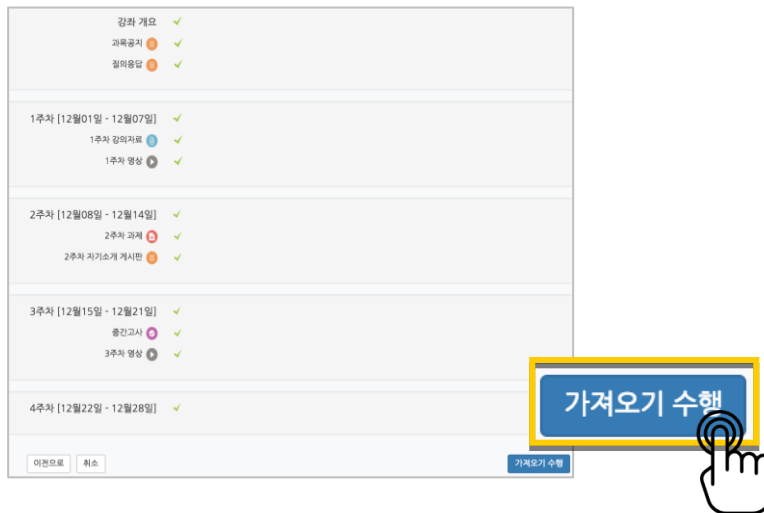 강좌 개요
과목공지
질의응답
1주차 [12월01일 - 12월07일]
1주차 강의자료
1주차 영상
2주차 [12월08일 - 12월14일]
2주차 과제
2주차 자기소개 게시판
3주차 [12월15일 - 12월21일]
중간고사
3주차 영상
4주차 [12월22일 - 12월28일]
가져오기 수행
이전으로 취소 가져오기 수행